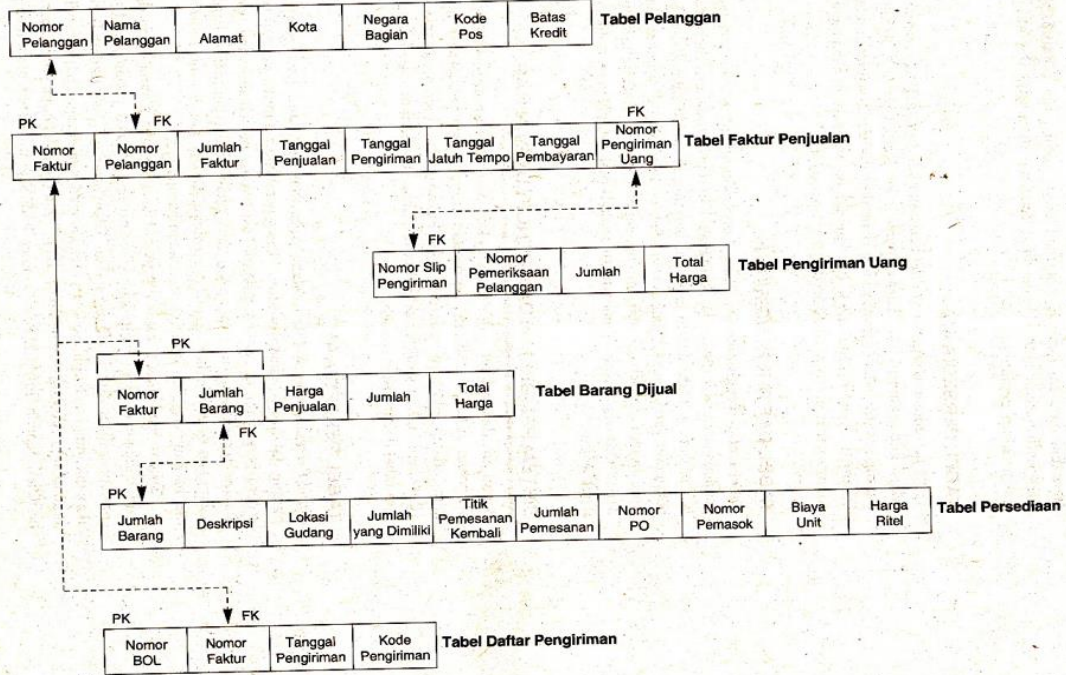 Nomor Pelanggan
Nama Pelanggan
Alamat
Kota
Negara Bagian
Kode Pos
Batas Kredit
Tabel Pelanggan
PK
FK
FK
Nomor Faktur
Nomor Pelanggan
Jumlah Faktur
Tanggal Penjualan
Tanggal Pengiriman
Tanggal Jatuh Tempo
Tanggal Pembayaran
Nomor Pengiriman Uang
Tabel Faktur Penjualan
FK
Nomor Slip Pengiriman
Nomor Pemeriksaan Pelanggan
Jumlah
Total Harga
Tabel Pengiriman Uang
PK
Nomor Faktur
Jumlah Barang
Harga Penjualan
Jumlah
Total Harga
Tabel Barang Dijual
FK
PK
Jumlah Barang
Deskripsi
Lokasi Gudang
Jumlah yang Dimiliki
Titik Pemesanan Kembali
Jumlah Pemesanan
Nomor PO
Nomor Pemasok
Biaya Unit
Harga Ritel
Tabel Persediaan
PK
FK
Nomor BOL
Nomor Faktur
Tanggal Pengiriman
Kode Pengiriman
Tabel Daftar Pengiriman